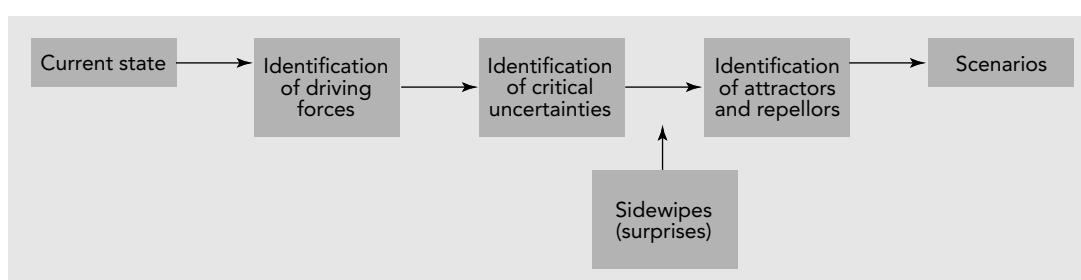 Current state
Identification
of driving
forces
Identification
of critical
uncertainties
Identification
of attractors
and repellors
Scenarios
Sidewipes
(surprises)